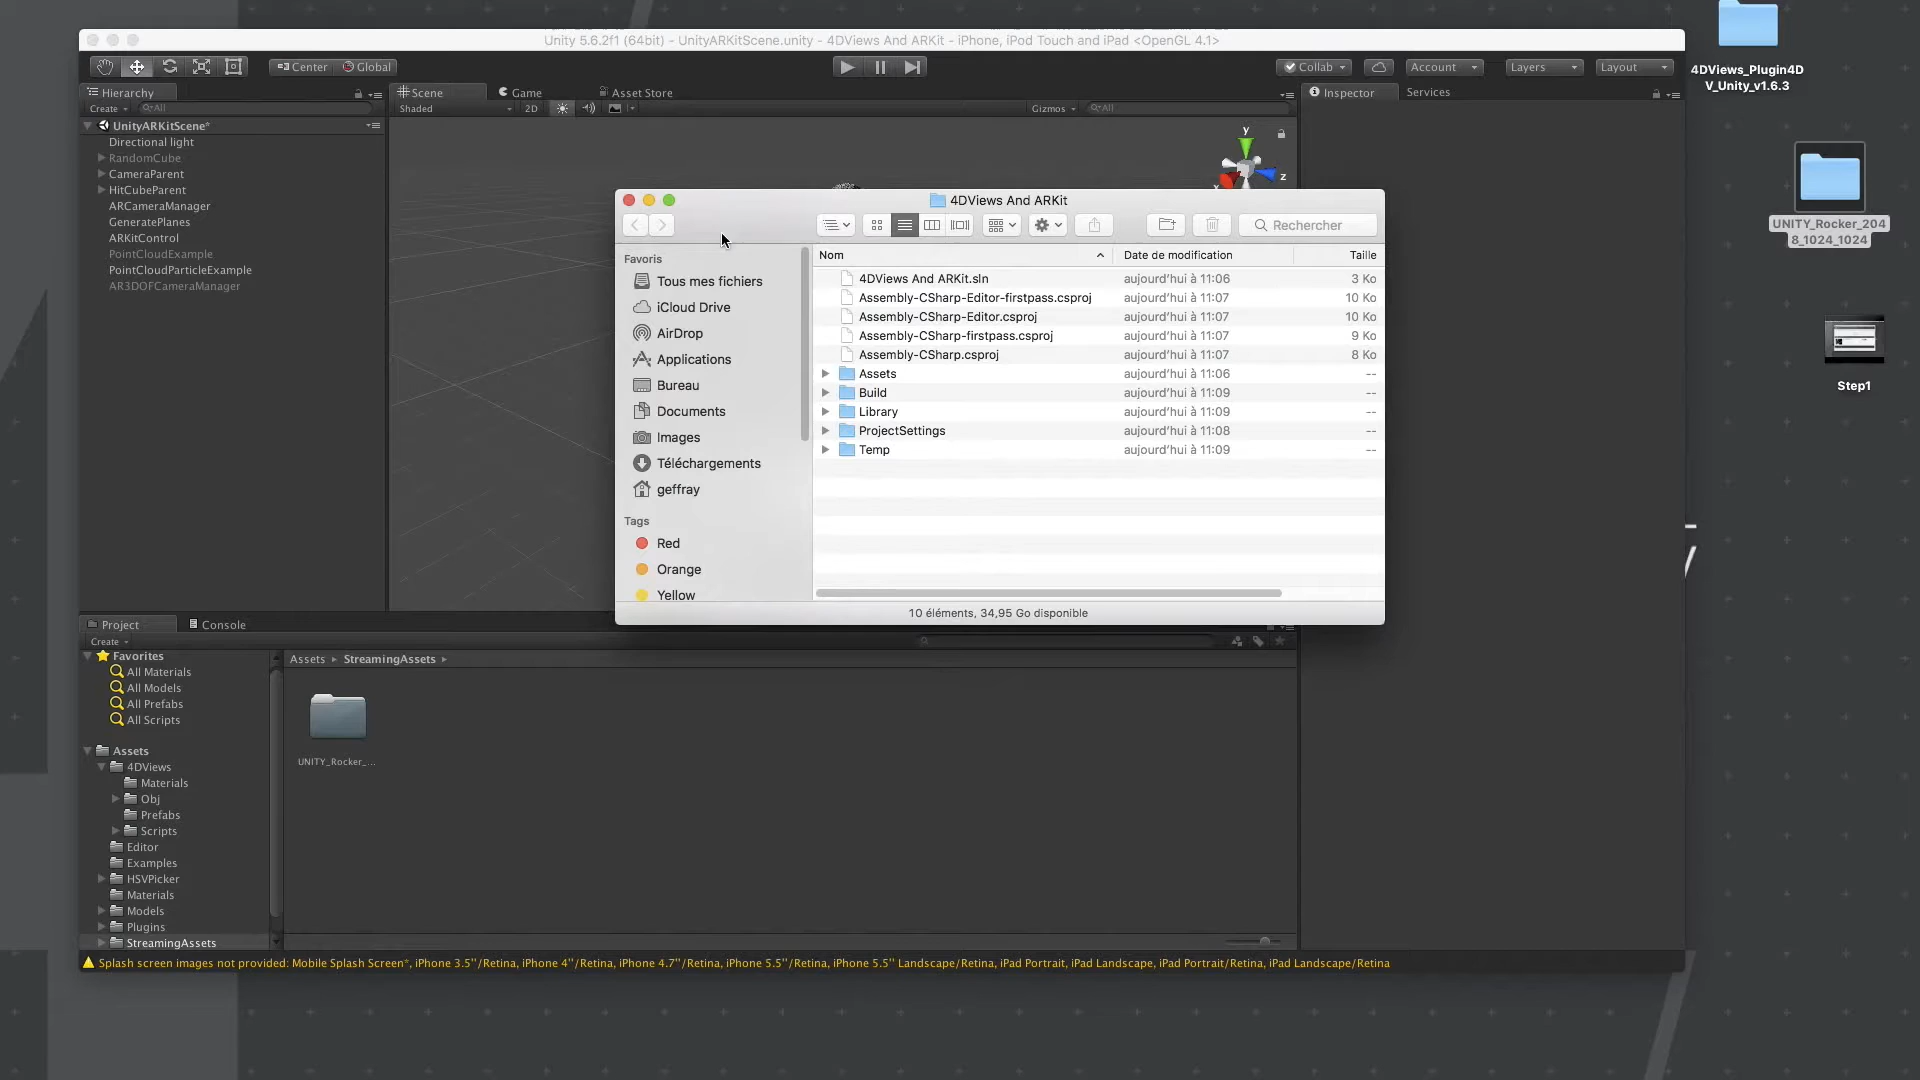 Unity 5.6.2f1 (64bit) - UnityARKitScene.unity - 4DViews And ARKit - iPhone, iPod Touch and iPad <OpenGL 4.1>
Center Global
Collab Account Layers Layout
Hierarchy
Create All
UnityARKitScene*
Directional light
RandomCube
CameraParent
HitCubeParent
ARCameraManager
GeneratePlanes
ARKitControl
PointCloudExample
PointCloudParticleExample
AR3DOFCameraManager
Scene Game Asset Store
Shaded 2D Gizmos All
y
z
x
Inspector Services
4DViews_Plugin4D
V_Unity_v1.6.3
UNITY_Rocker_204
8_1024_1024
Step1
4DViews And ARKit
Rechercher
Favoris
Tous mes fichiers
iCloud Drive
AirDrop
Applications
Bureau
Documents
Images
Téléchargements
geffray
Tags
Red
Orange
Yellow
Nom Date de modification Taille
4DViews And ARKit.sln aujourd'hui à 11:06 3 Ko
Assembly-CSharp-Editor-firstpass.csproj aujourd'hui à 11:07 10 Ko
Assembly-CSharp-Editor.csproj aujourd'hui à 11:07 10 Ko
Assembly-CSharp-firstpass.csproj aujourd'hui à 11:07 9 Ko
Assembly-CSharp.csproj aujourd'hui à 11:07 8 Ko
Assets aujourd'hui à 11:06 --
Build aujourd'hui à 11:09 --
Library aujourd'hui à 11:09 --
ProjectSettings aujourd'hui à 11:08 --
Temp aujourd'hui à 11:09 --
10 éléments, 34,95 Go disponible
Project Console
Create
Favorites
All Materials
All Models
All Prefabs
All Scripts
Assets
4DViews
Materials
Obj
Prefabs
Scripts
Editor
Examples
HSVPicker
Materials
Models
Plugins
StreamingAssets
Assets ▸ StreamingAssets ▸
UNITY_Rocker_...
Splash screen images not provided: Mobile Splash Screen*, iPhone 3.5''/Retina, iPhone 4''/Retina, iPhone 4.7''/Retina, iPhone 5.5''/Retina, iPhone 5.5'' Landscape/Retina, iPad Portrait, iPad Landscape, iPad Portrait/Retina, iPad Landscape/Retina